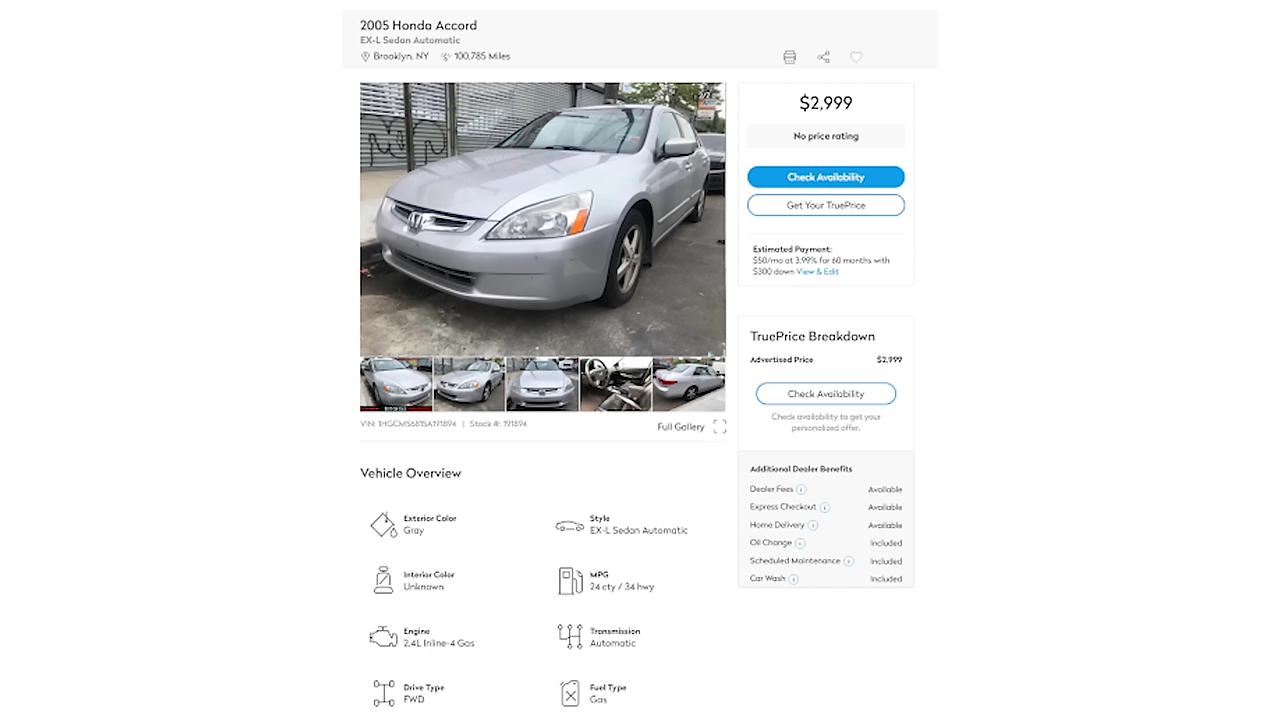 2005 Honda Accord
EX-L Sedan Automatic
Brooklyn, NY 100,785 Miles
$2,999
No price rating
Check Availability
Get Your TruePrice
Estimated Payment:
$50/mo at 3.99% for 60 months with
$300 down View & Edit
TruePrice Breakdown
Advertised Price $2,999
Check Availability
Check availability to get your
personalized offer.
Additional Dealer Benefits
Dealer Fees Available
Express Checkout Available
Home Delivery Available
Oil Change Included
Scheduled Maintenance Included
Car Wash Included
VIN: 1HGCM56815A191894 | Stock #: 191894
Full Gallery
Vehicle Overview
Exterior Color
Gray
Style
EX-L Sedan Automatic
Interior Color
Unknown
MPG
24 cty / 34 hwy
Engine
2.4L Inline-4 Gas
Transmission
Automatic
Drive Type
FWD
Fuel Type
Gas